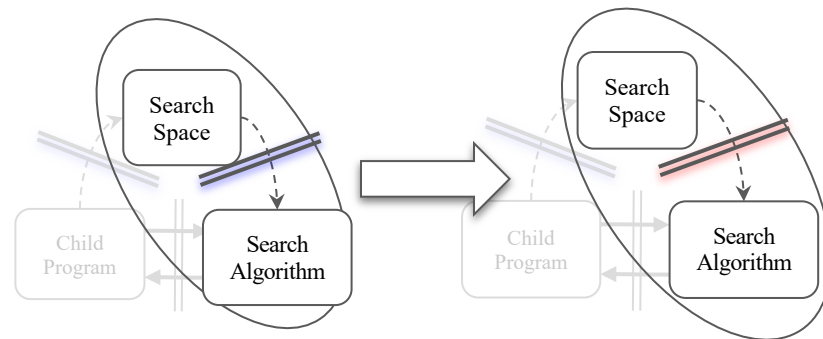 Search
Space
Child
Program
Search
Algorithm
Search
Space
Child
Program
Search
Algorithm